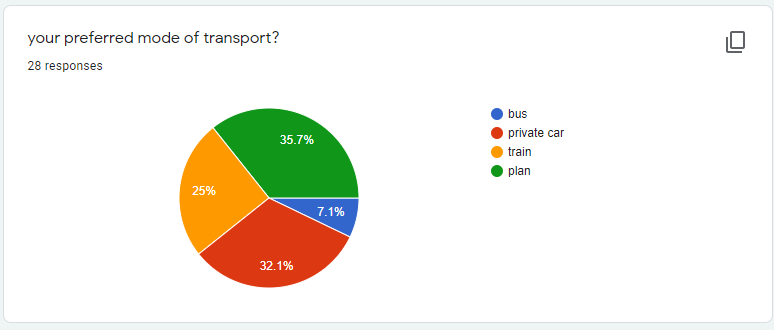 your preferred mode of transport?
28 responses
35.7%
25%
7.1%
32.1%
bus
private car
train
plan